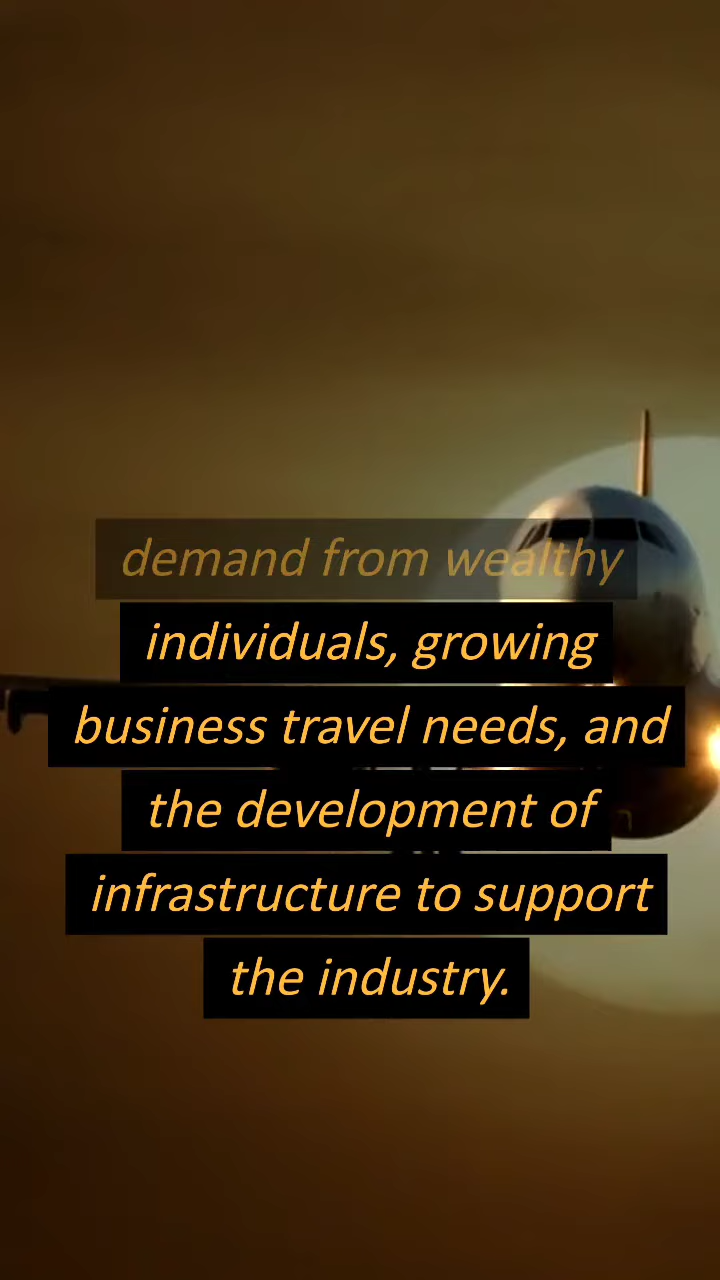 demand from wealthy
individuals, growing
business travel needs, and
the development of
infrastructure to support
the industry.